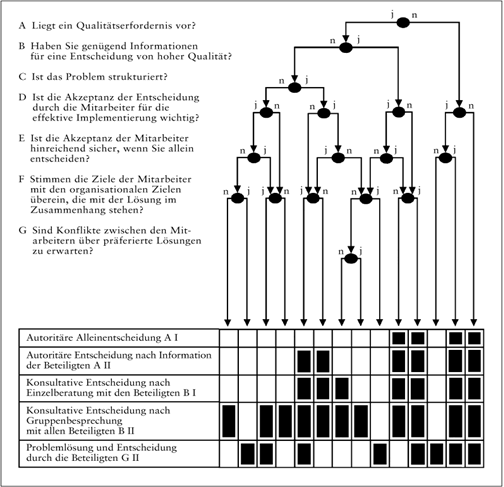 A Liegt ein Qualitätserfordernis vor?
B Haben Sie genügend Informationen
für eine Entscheidung von hoher Qualität?
C Ist das Problem strukturiert?
D Ist die Akzeptanz der Entscheidung
durch die Mitarbeiter für die
effektive Implementierung wichtig?
E Ist die Akzeptanz der Mitarbeiter
hinreichend sicher, wenn Sie allein
entscheiden?
F Stimmen die Ziele der Mitarbeiter
mit den organisationalen Zielen
überein, die mit der Lösung im
Zusammenhang stehen?
G Sind Konflikte zwischen den Mit-
arbeitern über präferierte Lösungen
zu erwarten?
j n
n j
n j
n j n j n j n j
n j n j n j n j
n j n j n j n j n j
n j
Autoritäre Alleinentscheidung A I
Autoritäre Entscheidung nach Information
der Beteiligten A II
Konsultative Entscheidung nach
Einzelberatung mit den Beteiligten B I
Konsultative Entscheidung nach
Gruppenbesprechung
mit allen Beteiligten B II
Problemlösung und Entscheidung
durch die Beteiligten G II